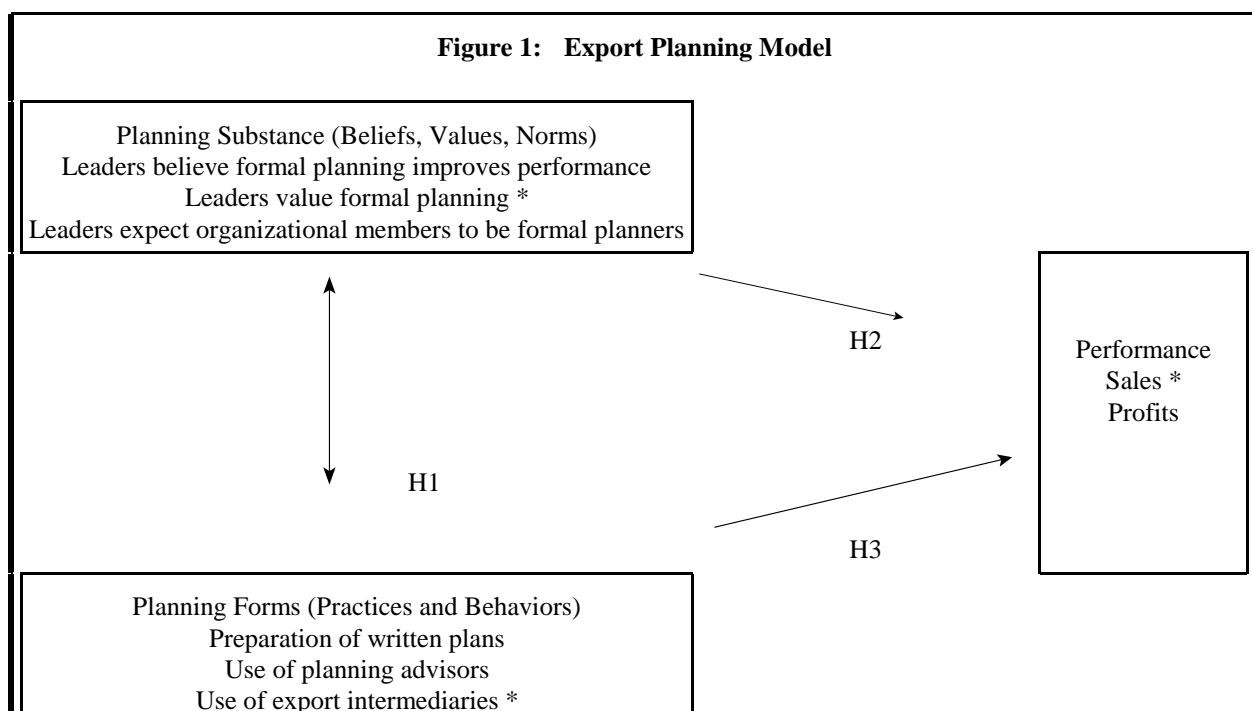 Figure 1: Export Planning Model
Planning Substance (Beliefs, Values, Norms)
Leaders believe formal planning improves performance
Leaders value formal planning *
Leaders expect organizational members to be formal planners
H2
Performance
Sales *
Profits
H1
H3
Planning Forms (Practices and Behaviors)
Preparation of written plans
Use of planning advisors
Use of export intermediaries *